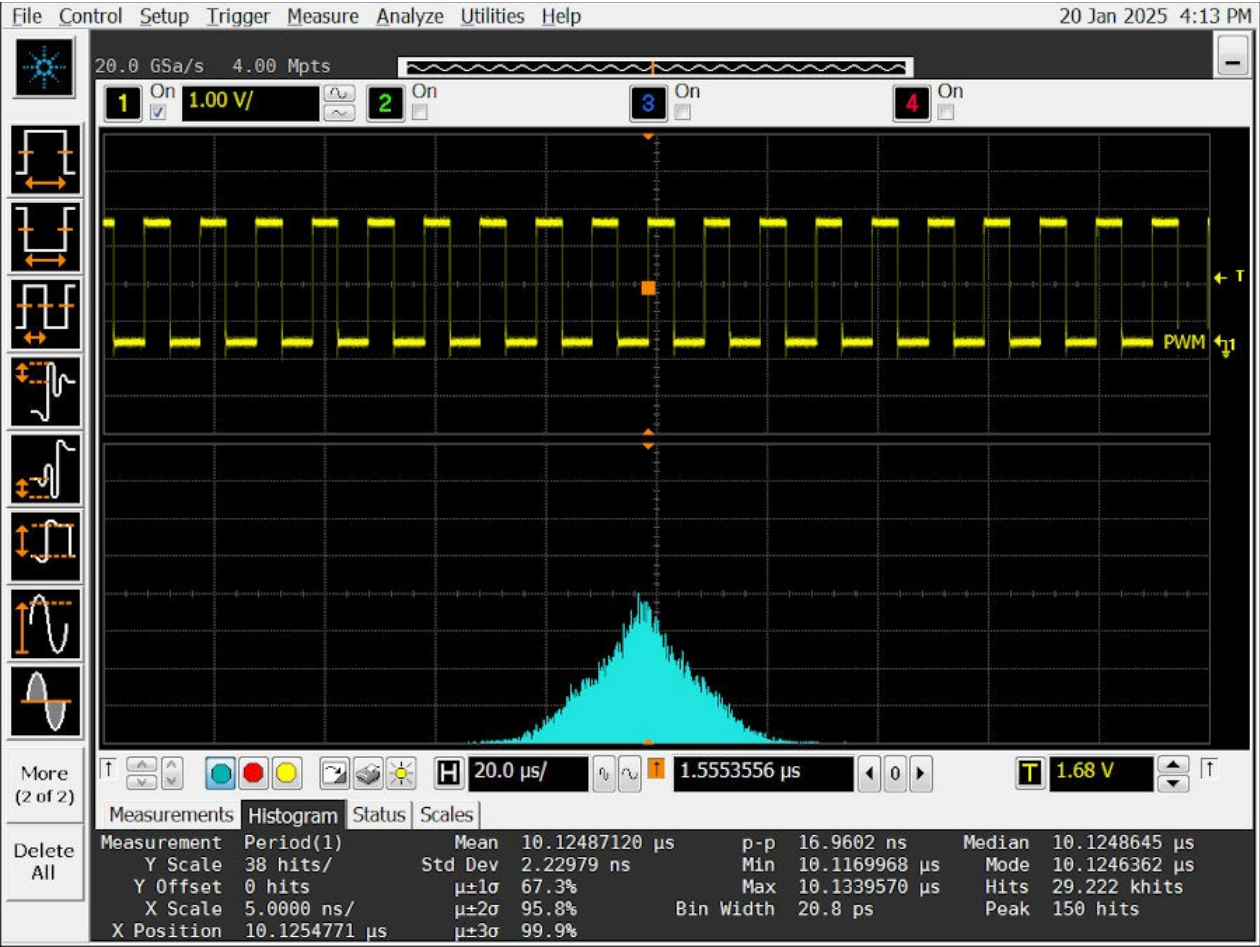 File Control Setup Trigger Measure Analyze Utilities Help 20 Jan 2025 4:13 PM
20.0 GSa/s 4.00 Mpts
1 On 1.00 V/ 2 On 3 On 4 On
T
PWM 1
More
(2 of 2)
Delete
All
H 20.0 µs/ 1.5553556 µs 0 T 1.68 V
Measurements Histogram Status Scales
Measurement Period(1) Mean 10.12487120 µs p-p 16.9602 ns Median 10.1248645 µs
Y Scale 38 hits/ Std Dev 2.22979 ns Min 10.1169968 µs Mode 10.1246362 µs
Y Offset 0 hits µ±1σ 67.3% Max 10.1339570 µs Hits 29.222 khits
X Scale 5.0000 ns/ µ±2σ 95.8% Bin Width 20.8 ps Peak 150 hits
X Position 10.1254771 µs µ±3σ 99.9%